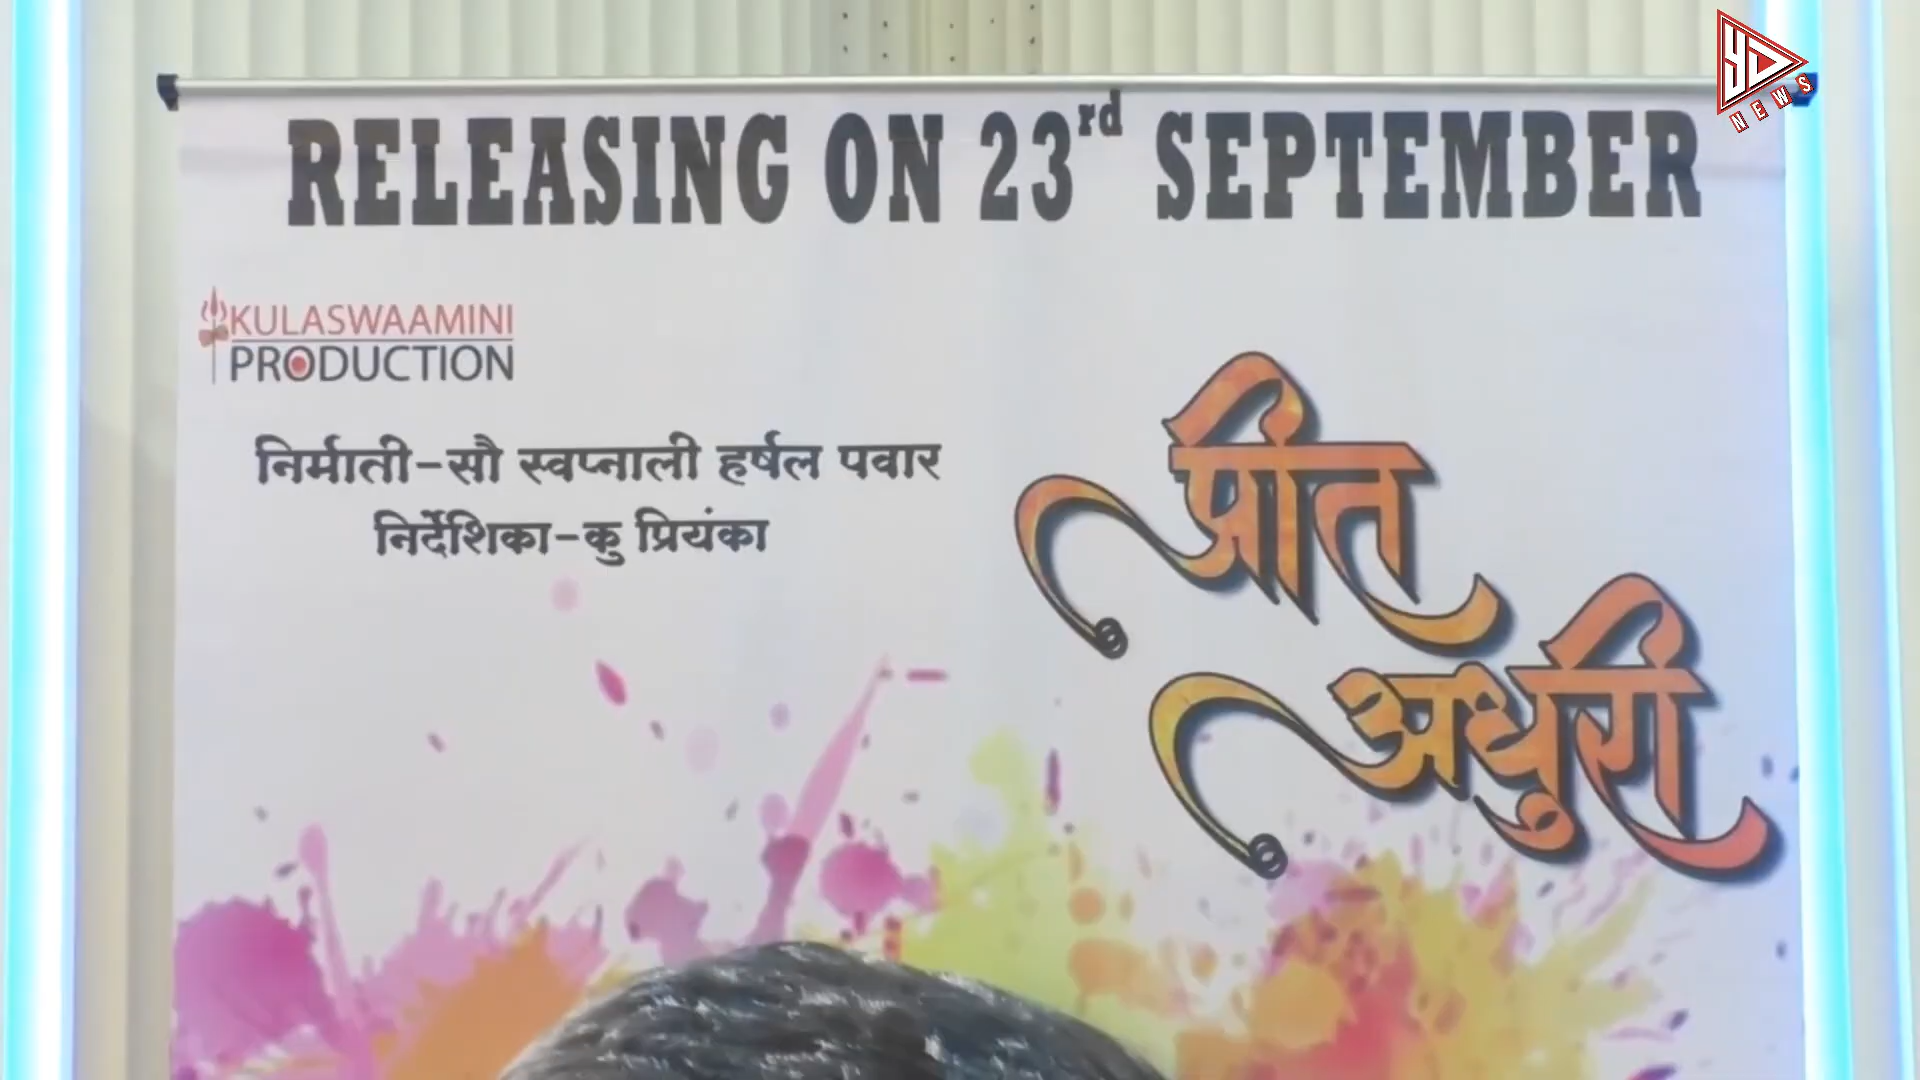 RELEASING ON 23rd SEPTEMBER
KULASWAAMINI
PRODUCTION
निर्माती-सौ स्वप्नाली हर्षल पवार
निर्देशिका-कु प्रियंका
प्रीत
अधुरी
YD
NEWS